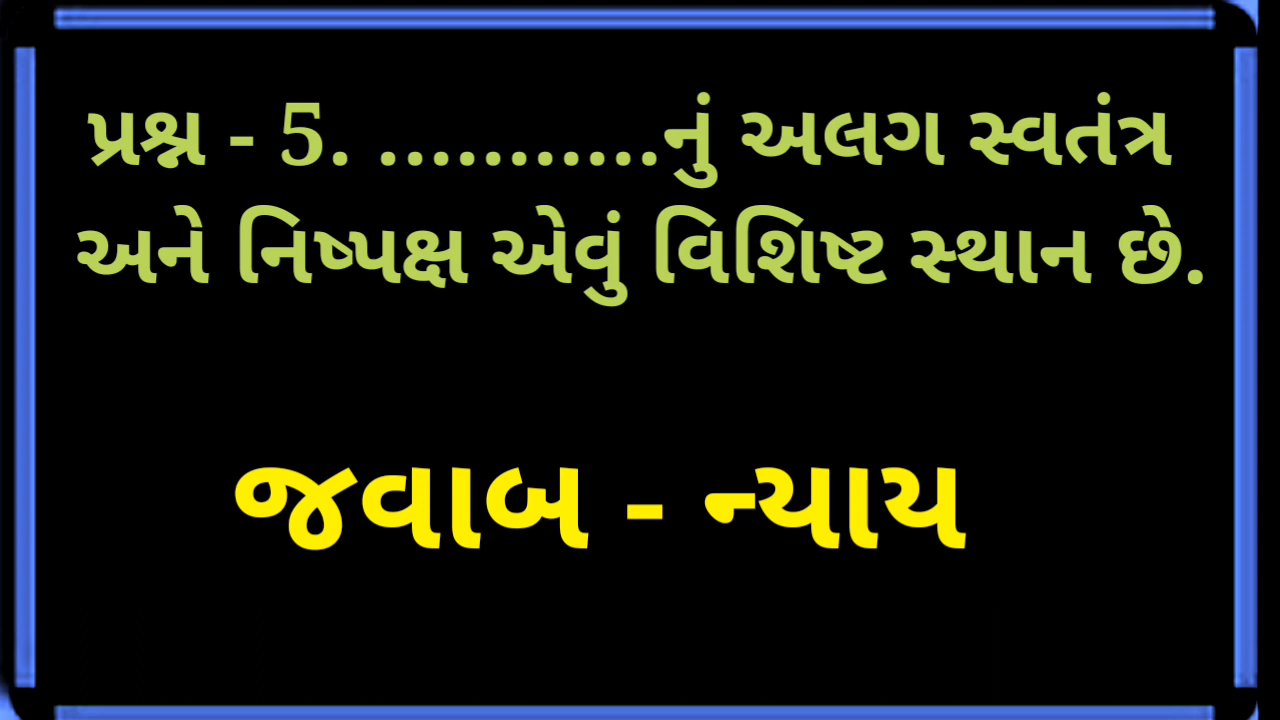 પ્રશ્ન - 5. ...........નું અલગ સ્વતંત્ર
અને નિષ્પક્ષ એવું વિશિષ્ટ સ્થાન છે.
જવાબ - ન્યાય